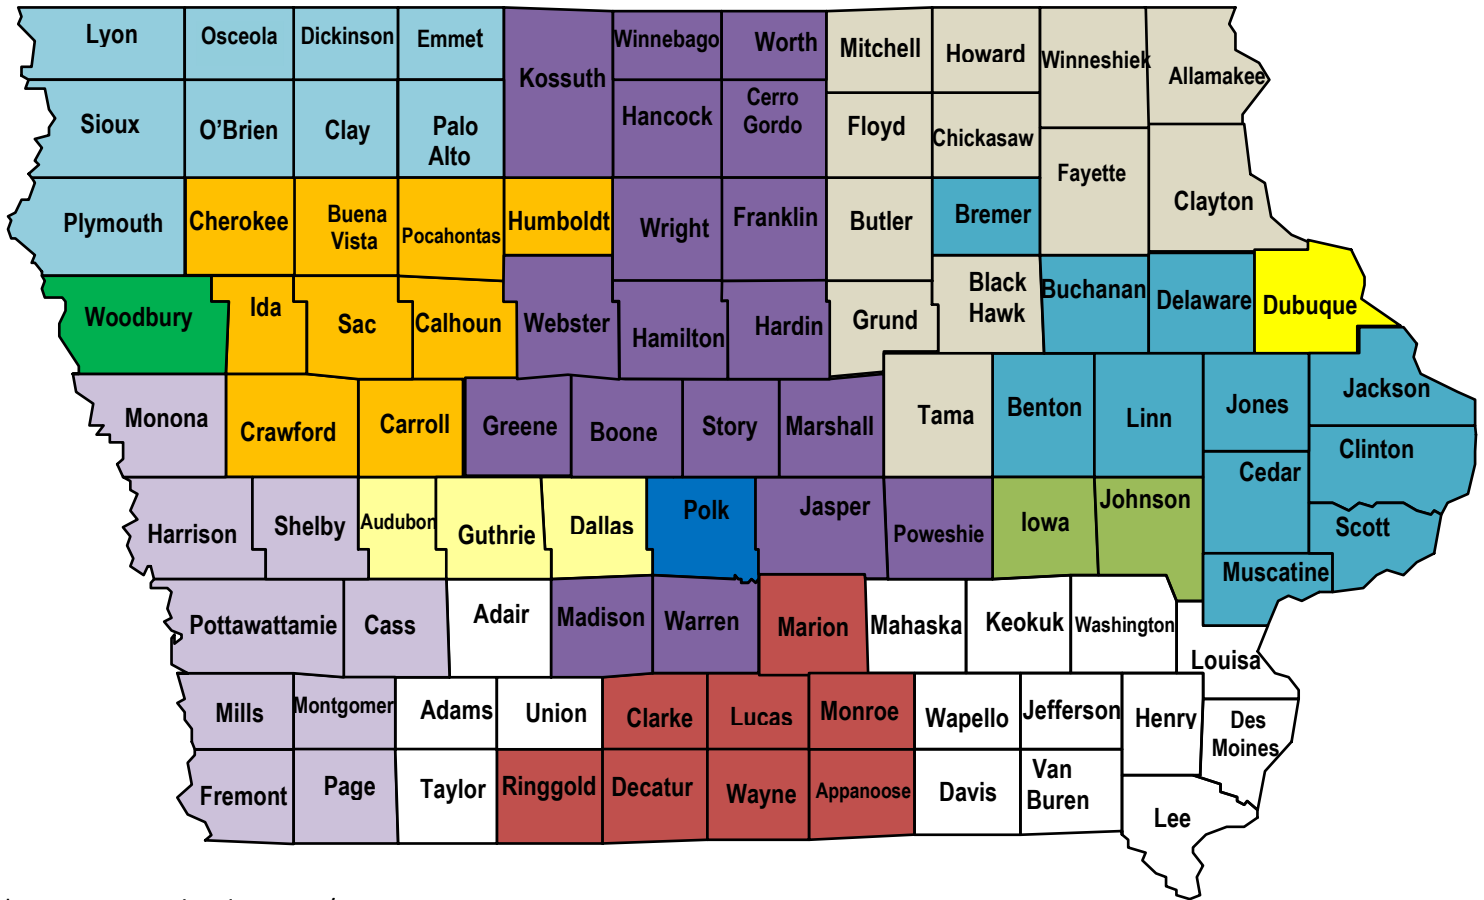 Lyon
Osceola
Dickinson
Emmet
Kossuth
Winnebago
Worth
Mitchell
Howard
Winneshiek
Allamakee
Sioux
O'Brien
Clay
Palo
Alto
Hancock
Cerro
Gordo
Floyd
Chickasaw
Fayette
Clayton
Plymouth
Cherokee
Buena
Vista
Pocahontas
Humboldt
Wright
Franklin
Butler
Bremer
Woodbury
Ida
Sac
Calhoun
Webster
Hamilton
Hardin
Grund
Black
Hawk
Buchanan
Delaware
Dubuque
Monona
Crawford
Carroll
Greene
Boone
Story
Marshall
Tama
Benton
Linn
Jones
Jackson
Clinton
Cedar
Harrison
Shelby
Audubon
Guthrie
Dallas
Polk
Jasper
Poweshie
Iowa
Johnson
Scott
Muscatine
Pottawattamie
Cass
Adair
Madison
Warren
Marion
Mahaska
Keokuk
Washington
Louisa
Mills
Montgomer
Adams
Union
Clarke
Lucas
Monroe
Wapello
Jefferson
Henry
Des
Moines
Fremont
Page
Taylor
Ringgold
Decatur
Wayne
Appanoose
Davis
Van
Buren
Lee